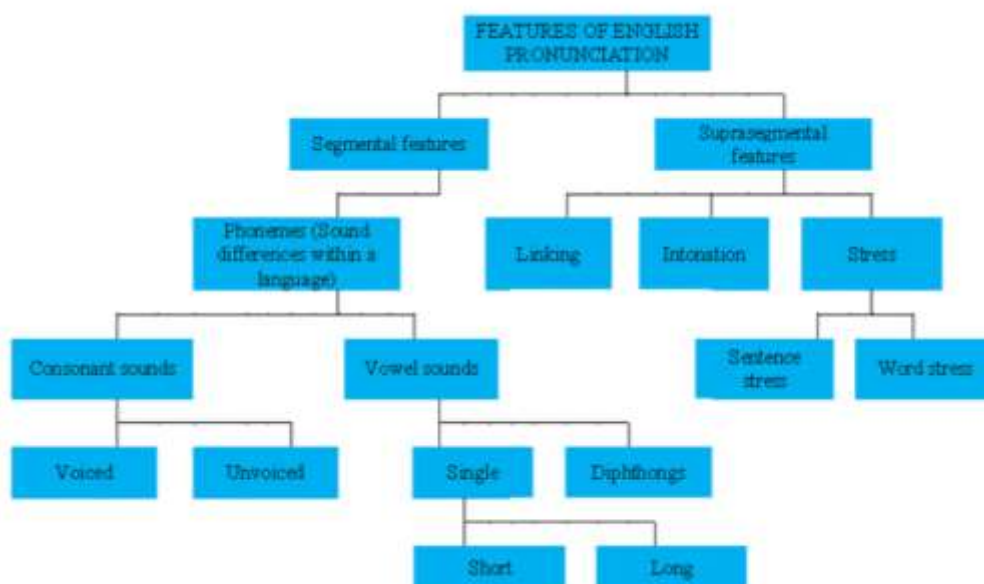 FEATURES OF ENGLISH
PRONUNCIATION
Segmental features
Suprasegmental
features
Phonemes (Sound
differences within a
language)
Linking
Intonation
Stress
Consonant sounds
Vowel sounds
Sentence
stress
Word stress
Voiced
Unvoiced
Single
Diphthongs
Short
Long